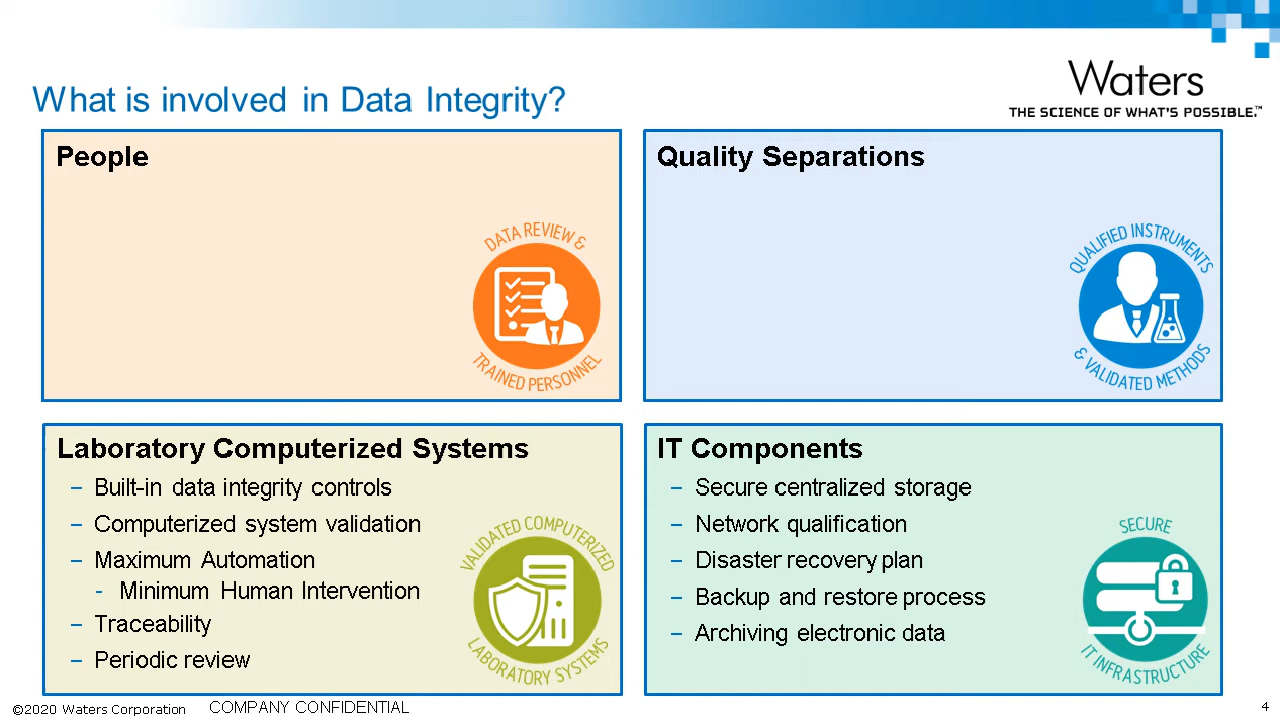 Waters
THE SCIENCE OF WHAT'S POSSIBLE.™
What is involved in Data Integrity?
People
DATA REVIEW &
TRAINED PERSONNEL
Quality Separations
QUALIFIED INSTRUMENTS
& VALIDATED METHODS
Laboratory Computerized Systems
– Built-in data integrity controls
– Computerized system validation
– Maximum Automation
- Minimum Human Intervention
– Traceability
– Periodic review
VALIDATED COMPUTERIZED
LABORATORY SYSTEMS
IT Components
– Secure centralized storage
– Network qualification
– Disaster recovery plan
– Backup and restore process
– Archiving electronic data
SECURE
IT INFRASTRUCTURE
©2020 Waters Corporation COMPANY CONFIDENTIAL
4